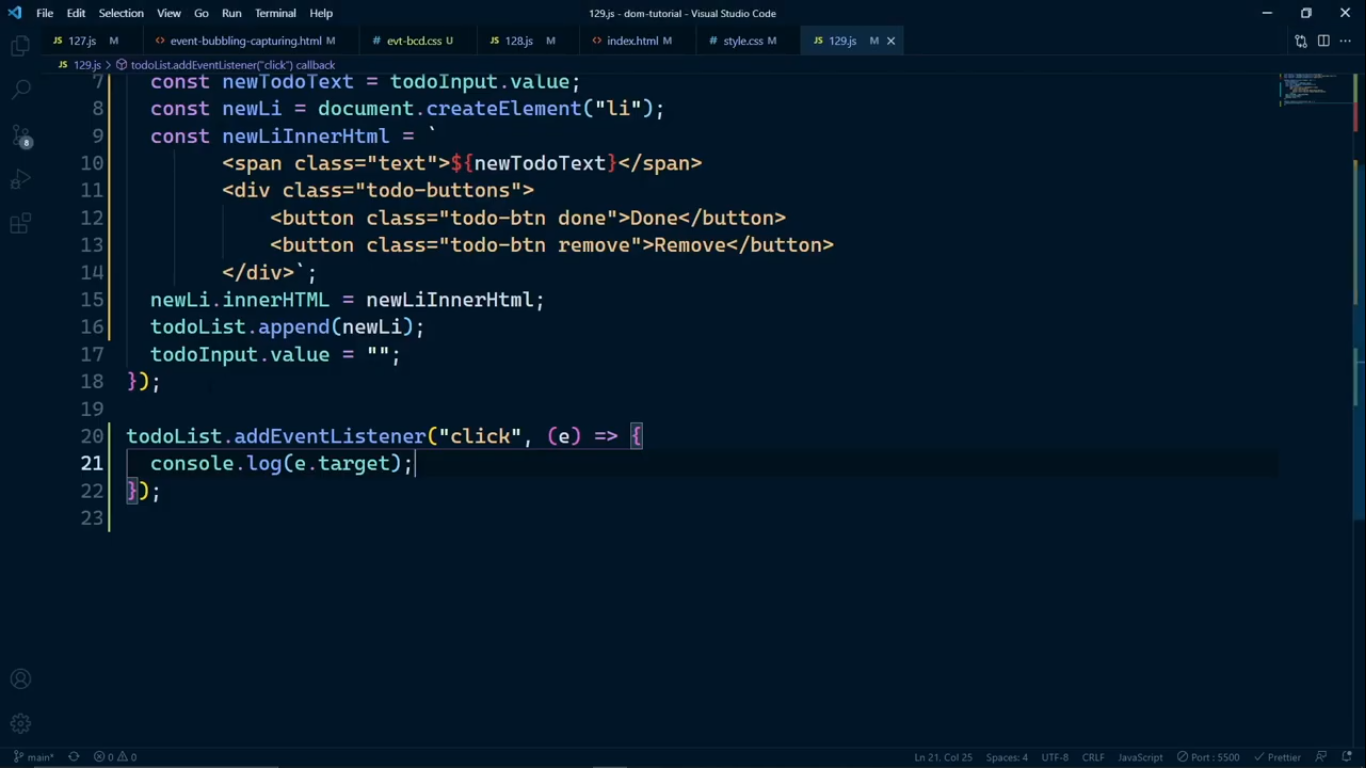 File Edit Selection View Go Run Terminal Help 129.js - dom-tutorial - Visual Studio Code
JS 127.js M <> event-bubbling-capturing.html M # evt-bcd.css U JS 128.js M <> index.html M # style.css M JS 129.js M
JS 129.js > todoList.addEventListener("click") callback
7 const newTodoText = todoInput.value;
8 const newLi = document.createElement("li");
9 const newLiInnerHtml = `
10 <span class="text">${newTodoText}</span>
11 <div class="todo-buttons">
12 <button class="todo-btn done">Done</button>
13 <button class="todo-btn remove">Remove</button>
14 </div>`;
15 newLi.innerHTML = newLiInnerHtml;
16 todoList.append(newLi);
17 todoInput.value = "";
18 });
19
20 todoList.addEventListener("click", (e) => {
21 console.log(e.target);
22 });
23
8
main* 0 0 Ln 21, Col 25 Spaces: 4 UTF-8 CRLF JavaScript Port : 5500 Prettier